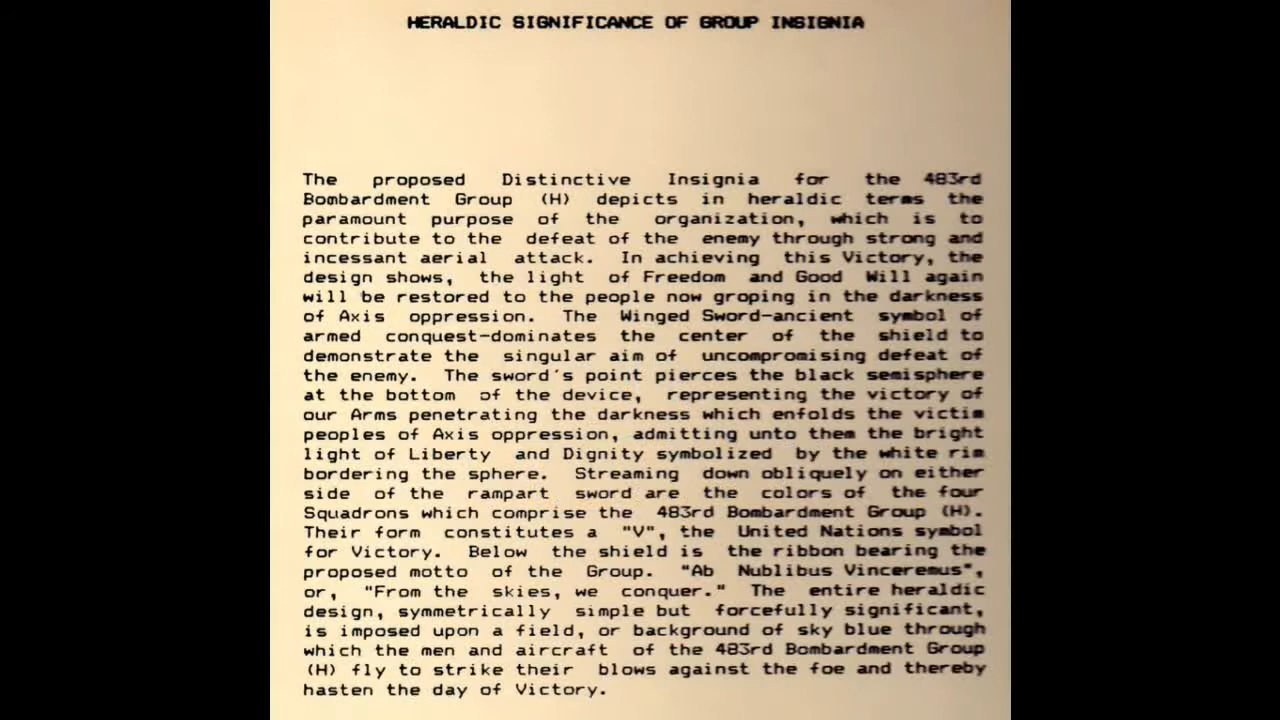 HERALDIC SIGNIFICANCE OF GROUP INSIGNIA
The proposed Distinctive Insignia for the 483rd
Bombardment Group (H) depicts in heraldic terms the
paramount purpose of the organization, which is to
contribute to the defeat of the enemy through strong and
incessant aerial attack. In achieving this Victory, the
design shows, the light of Freedom and Good Will again
will be restored to the people now groping in the darkness
of Axis oppression. The Winged Sword-ancient symbol of
armed conquest-dominates the center of the shield to
demonstrate the singular aim of uncompromising defeat of
the enemy. The sword's point pierces the black semisphere
at the bottom of the device, representing the victory of
our Arms penetrating the darkness which enfolds the victim
peoples of Axis oppression, admitting unto them the bright
light of Liberty and Dignity symbolized by the white rim
bordering the sphere. Streaming down obliquely on either
side of the rampart sword are the colors of the four
Squadrons which comprise the 483rd Bombardment Group (H).
Their form constitutes a "V", the United Nations symbol
for Victory. Below the shield is the ribbon bearing the
proposed motto of the Group. "Ab Nublibus Vinceremus",
or, "From the skies, we conquer." The entire heraldic
design, symmetrically simple but forcefully significant,
is imposed upon a field, or background of sky blue through
which the men and aircraft of the 483rd Bombardment Group
(H) fly to strike their blows against the foe and thereby
hasten the day of Victory.